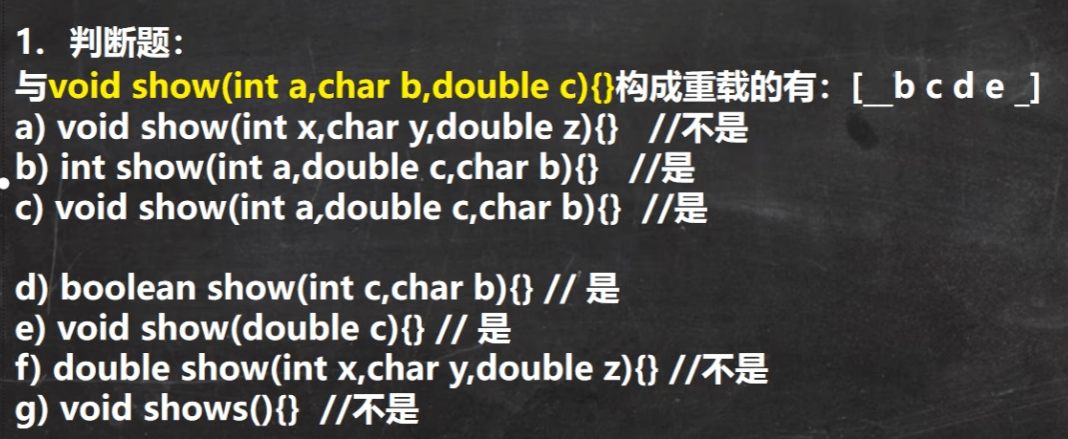 1. 判断题：
与void show(int a,char b,double c){}构成重载的有：[__b c d e _]
a) void show(int x,char y,double z){} //不是
b) int show(int a,double c,char b){} //是
c) void show(int a,double c,char b){} //是
d) boolean show(int c,char b){} // 是
e) void show(double c){} // 是
f) double show(int x,char y,double z){} //不是
g) void shows(){} //不是